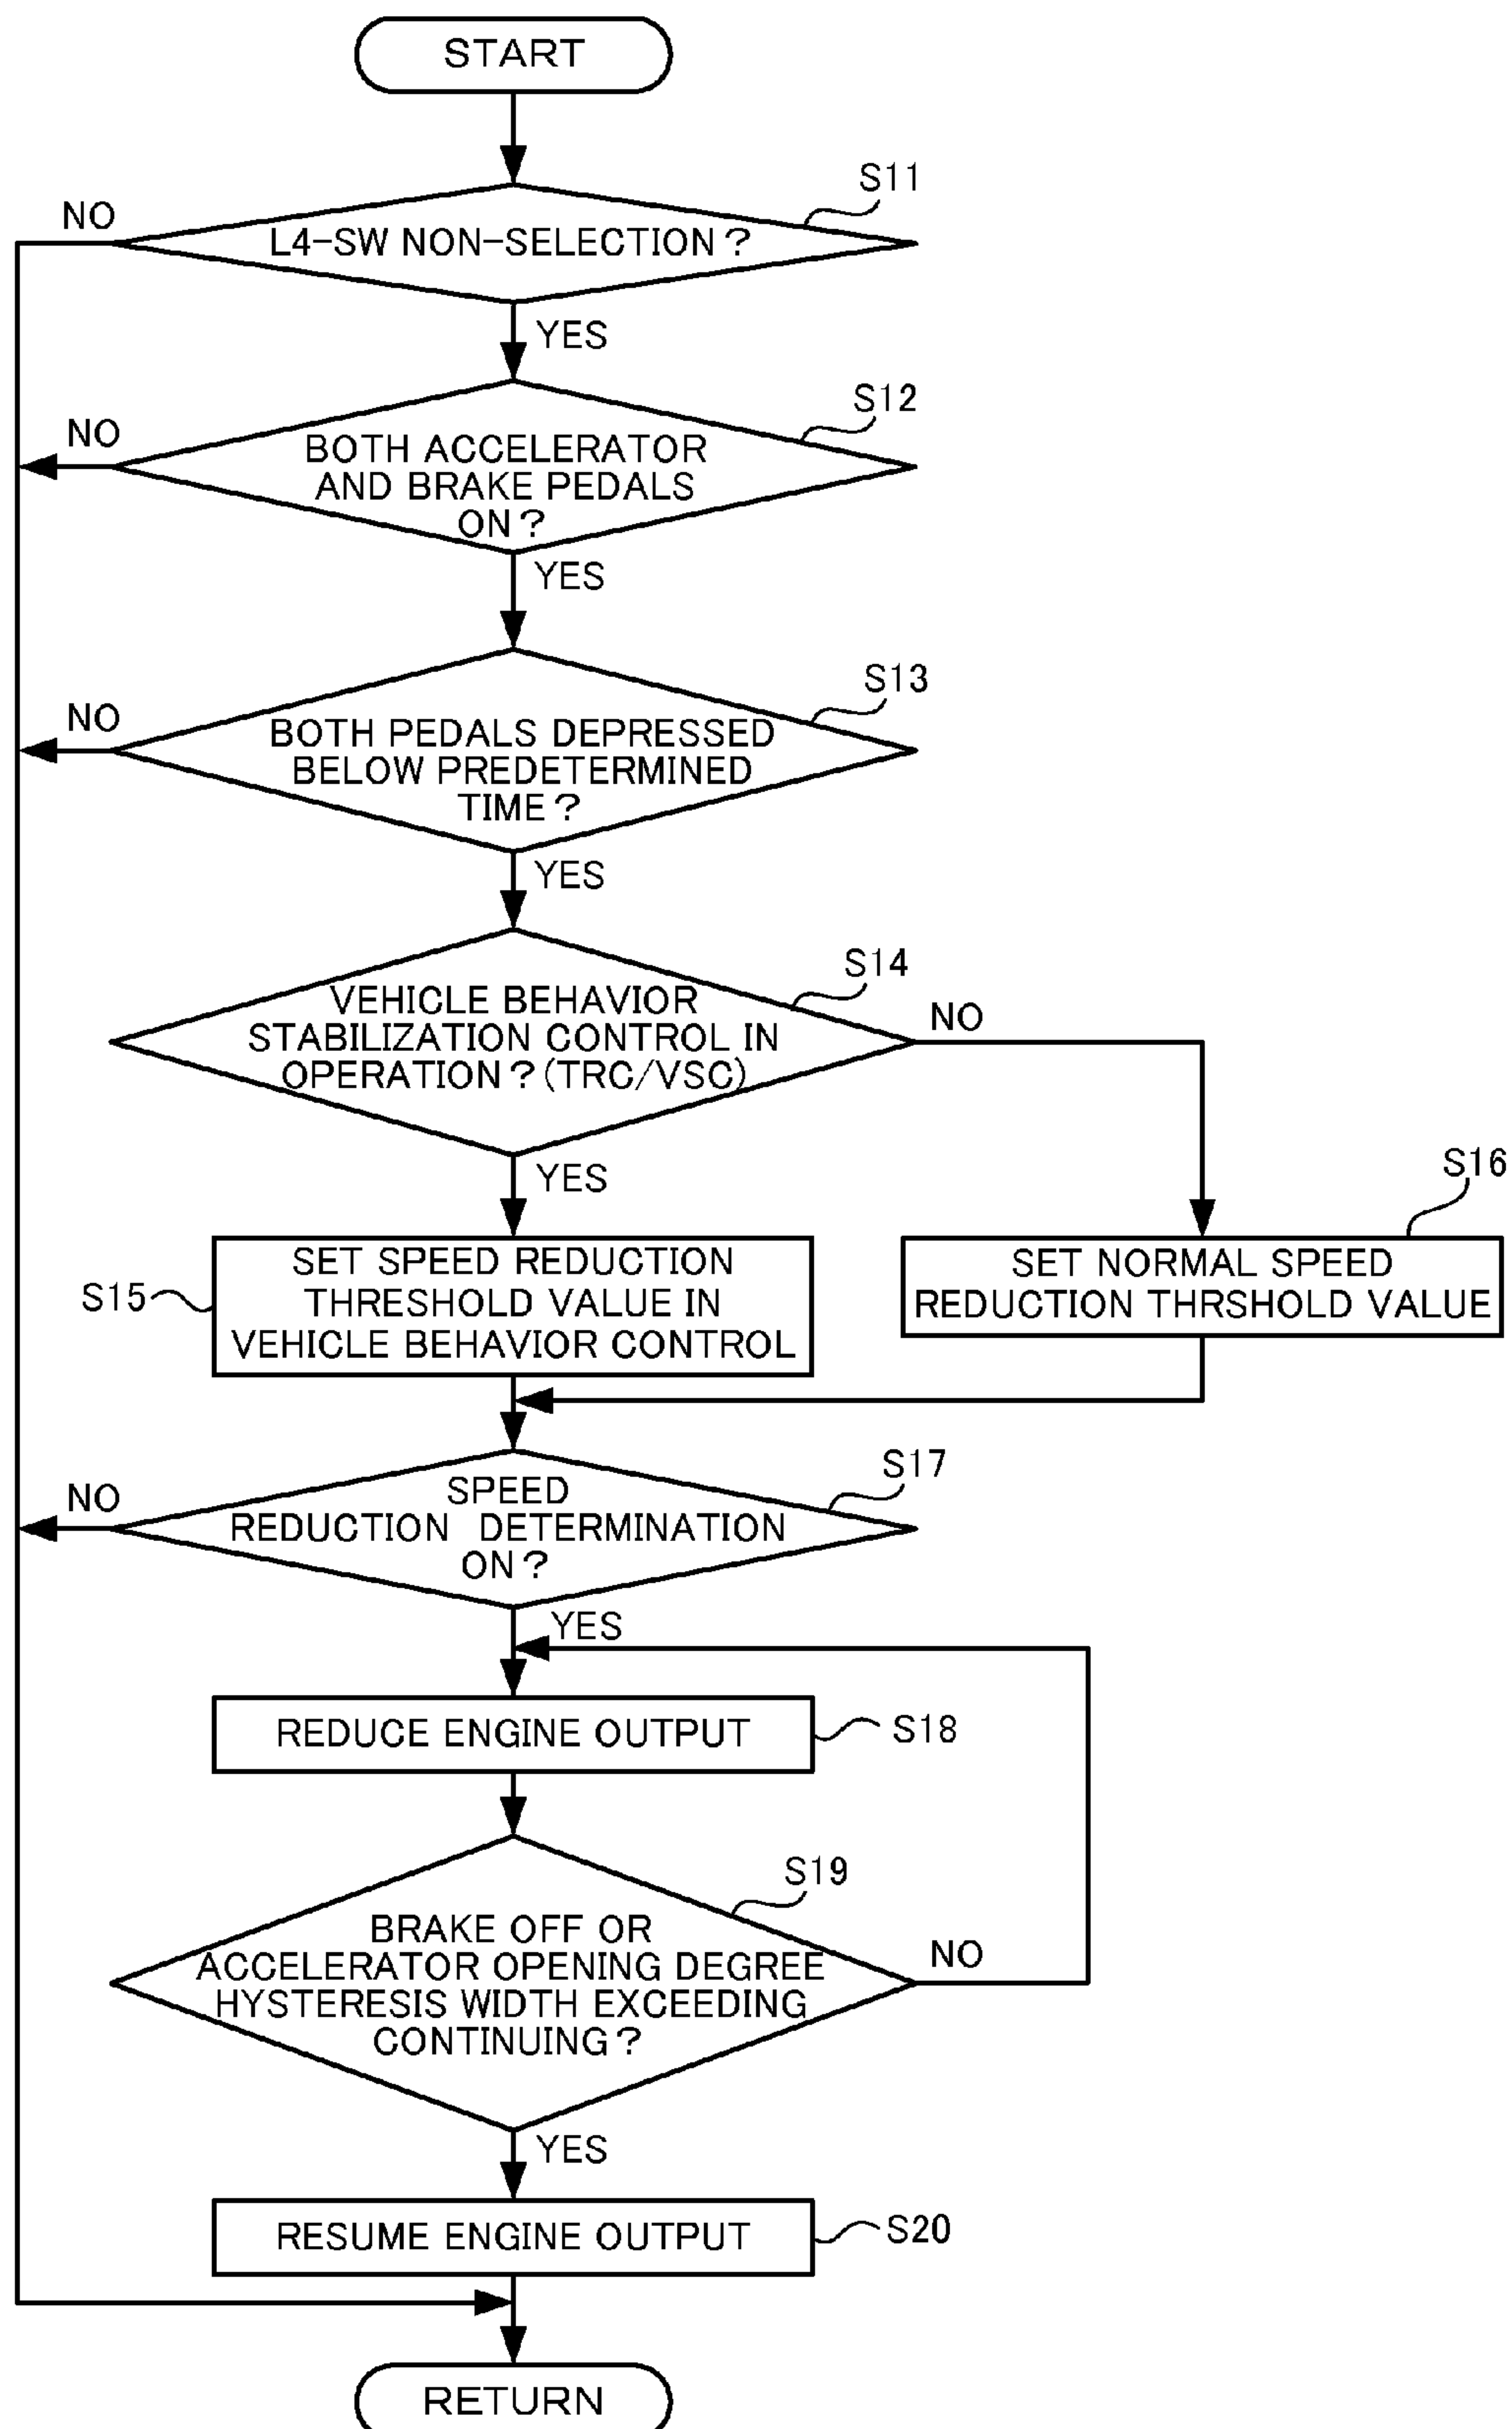 START
S11
NO
L4-SW NON-SELECTION?
YES
S12
NO
BOTH ACCELERATOR
AND BRAKE PEDALS
ON?
YES
S13
NO
BOTH PEDALS DEPRESSED
BELOW PREDETERMINED
TIME?
YES
S14
VEHICLE BEHAVIOR
STABILIZATION CONTROL IN
OPERATION?(TRC/VSC)
NO
YES
S16
S15
SET SPEED REDUCTION
THRESHOLD VALUE IN
VEHICLE BEHAVIOR CONTROL
SET NORMAL SPEED
REDUCTION THRSHOLD VALUE
S17
NO
SPEED
REDUCTION DETERMINATION
ON?
YES
REDUCE ENGINE OUTPUT
S18
S19
BRAKE OFF OR
ACCELERATOR OPENING DEGREE
HYSTERESIS WIDTH EXCEEDING
CONTINUING?
NO
YES
RESUME ENGINE OUTPUT
S20
RETURN